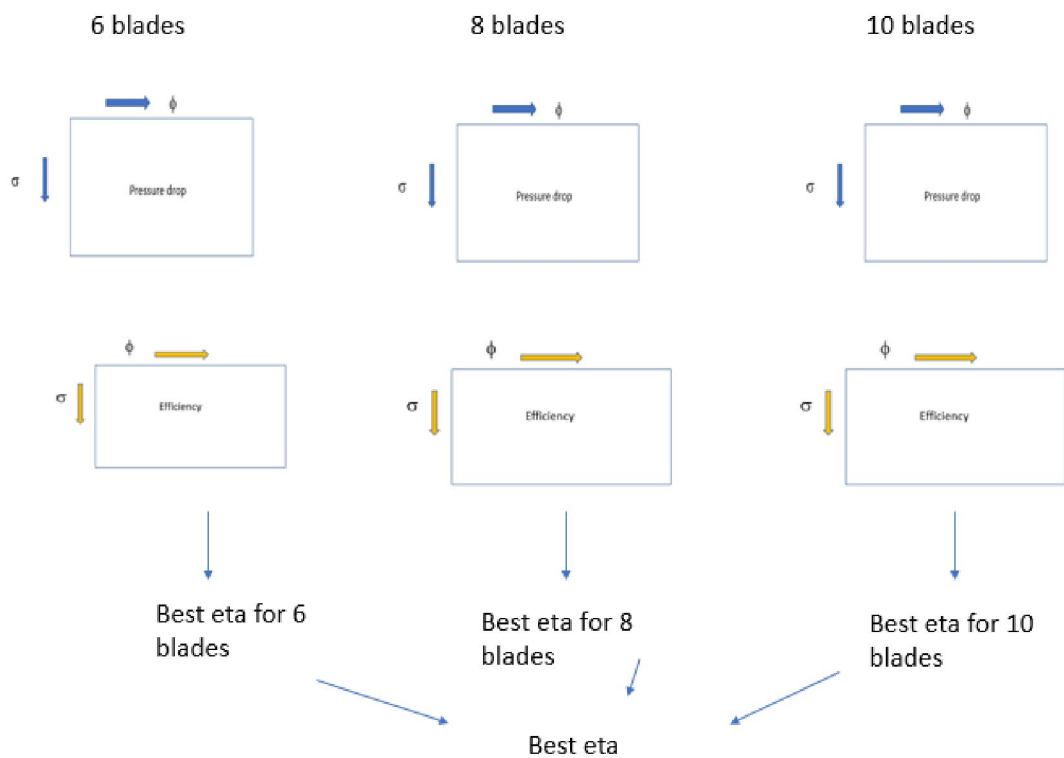 6 blades
8 blades
10 blades
ϕ
ϕ
ϕ
σ
Pressure drop
σ
Pressure drop
σ
Pressure drop
ϕ
ϕ
ϕ
σ
Efficiency
σ
Efficiency
σ
Efficiency
Best eta for 6
blades
Best eta for 8
blades
Best eta for 10
blades
Best eta